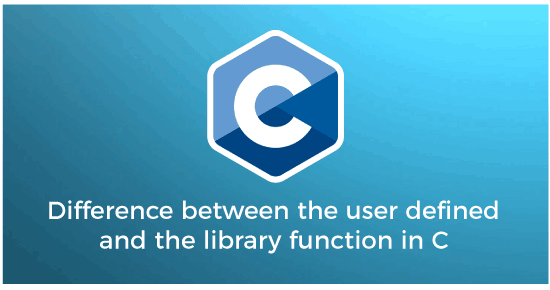 C
Difference between the user defined
and the library function in C